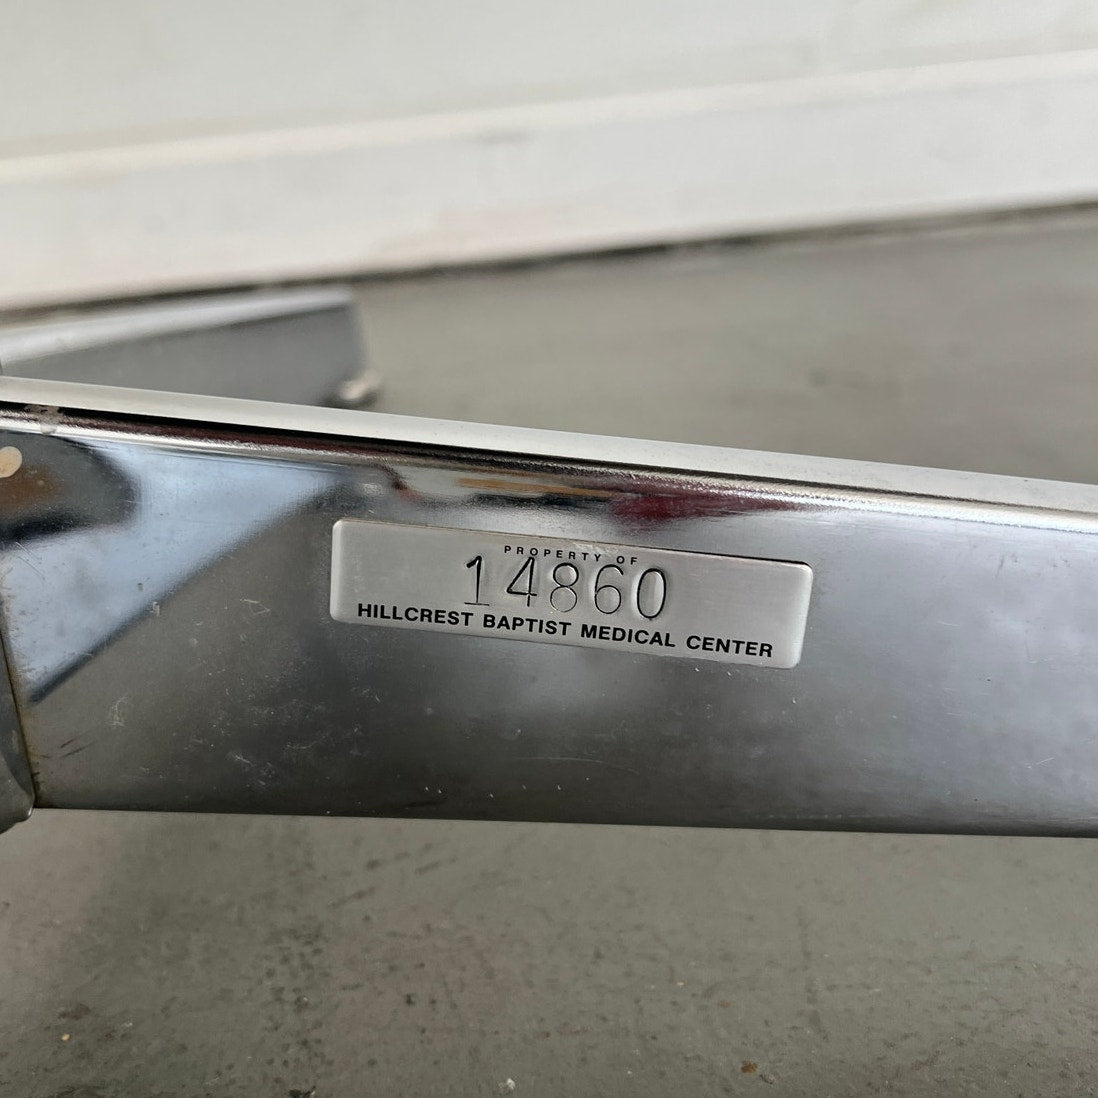 PROPERTY OF
14860
HILLCREST BAPTIST MEDICAL CENTER